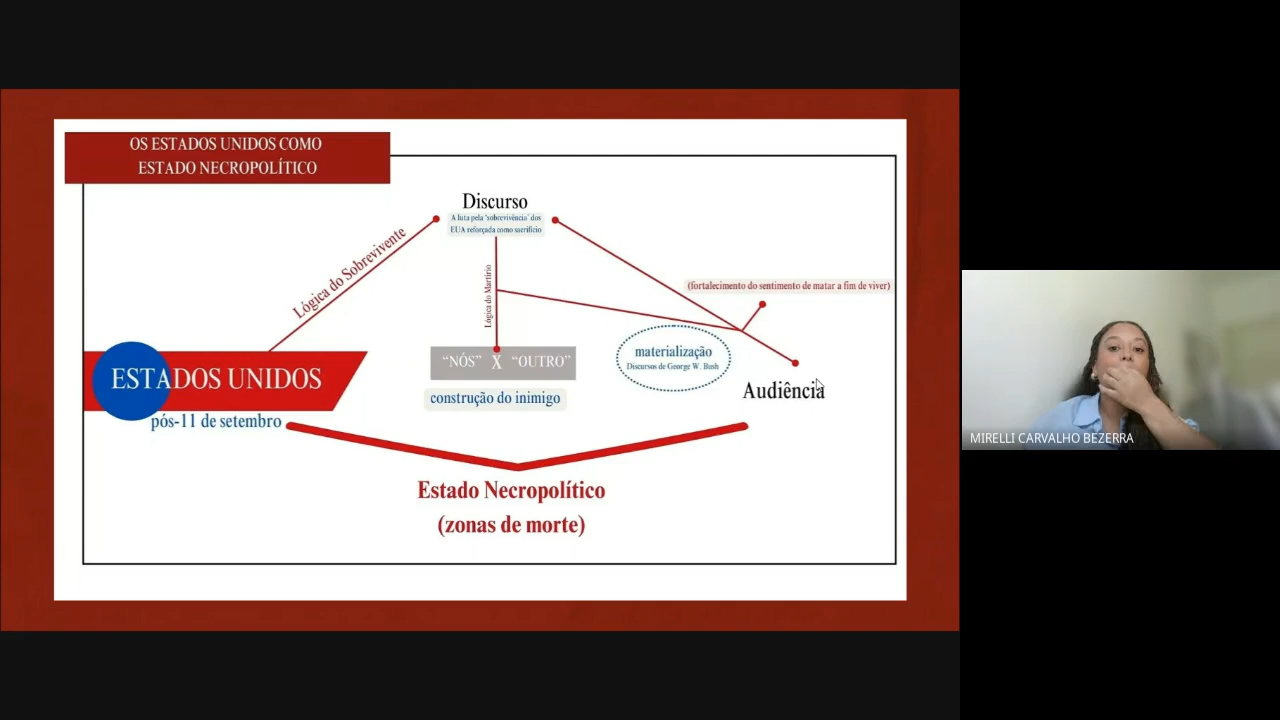 OS ESTADOS UNIDOS COMO
ESTADO NECROPOLÍTICO
Discurso
A luta pela 'sobrevivência' dos
EUA reforçada como sacrifício
Lógica do Sobrevivente
Lógica do Martírio
(fortalecimento do sentimento de matar a fim de viver)
"NÓS" X "OUTRO"
construção do inimigo
materialização
Discursos de George W. Bush
Audiência
ESTADOS UNIDOS
pós-11 de setembro
Estado Necropolítico
(zonas de morte)
MIRELLI CARVALHO BEZERRA